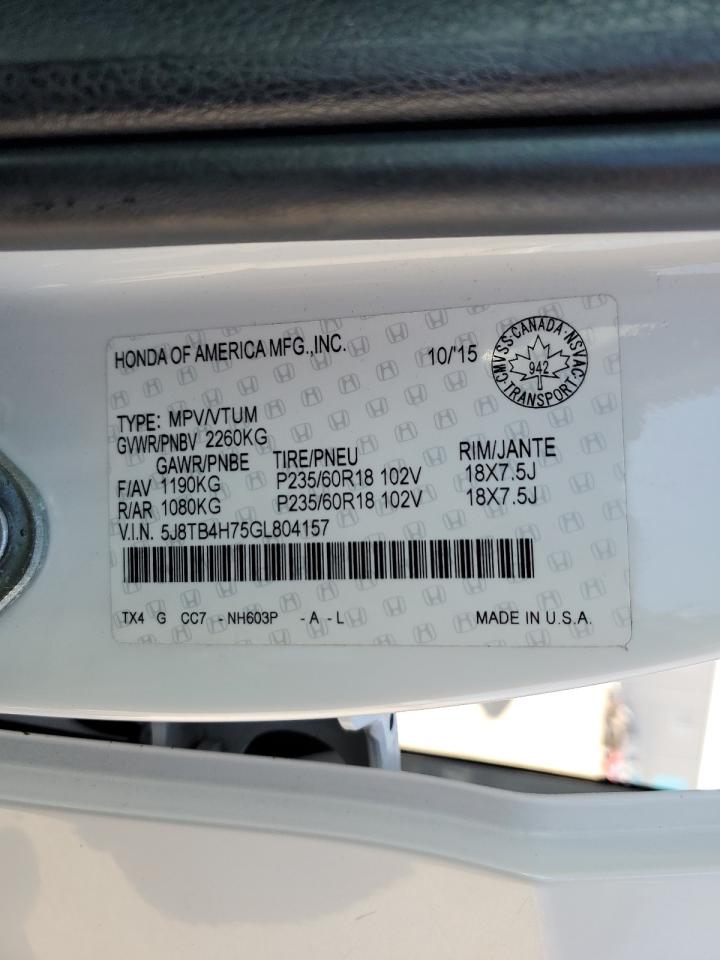 HONDA OF AMERICA MFG.,INC. 10/'15
CMVSS·CANADA·NSVAC·TRANSPORT·
942
TYPE: MPV/VTUM
GVWR/PNBV 2260KG
GAWR/PNBE TIRE/PNEU RIM/JANTE
F/AV 1190KG P235/60R18 102V 18X7.5J
R/AR 1080KG P235/60R18 102V 18X7.5J
V.I.N. 5J8TB4H75GL804157
TX4 G CC7 - NH603P - A - L MADE IN U.S.A.